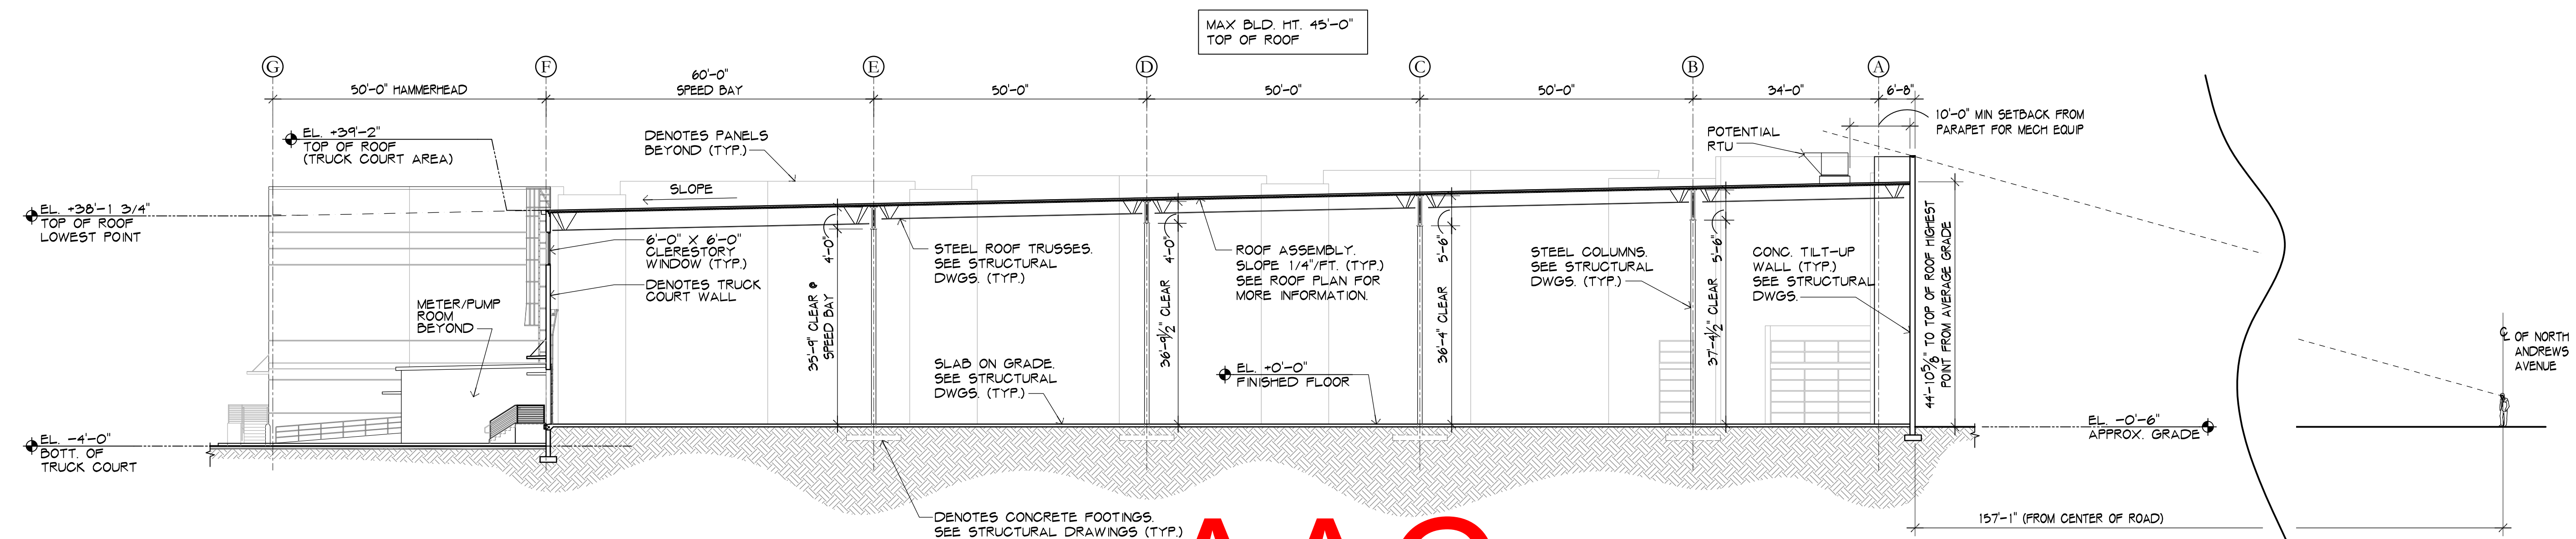 MAX BLD. HT. 45'-0"
TOP OF ROOF
G
F
E
D
C
B
A
50'-0" HAMMERHEAD
60'-0"
SPEED BAY
50'-0"
50'-0"
50'-0"
34'-0"
6'-8"
10'-0" MIN SETBACK FROM
PARAPET FOR MECH EQUIP
EL. +39'-2"
TOP OF ROOF
(TRUCK COURT AREA)
DENOTES PANELS
BEYOND (TYP.)
POTENTIAL
RTU
SLOPE
EL. +38'-1 3/4"
TOP OF ROOF
LOWEST POINT
6'-0" X 6'-0"
CLERESTORY
WINDOW (TYP.)
DENOTES TRUCK
COURT WALL
METER/PUMP
ROOM
BEYOND
35'-9" CLEAR @
SPEED BAY
4'-0"
STEEL ROOF TRUSSES.
SEE STRUCTURAL
DWGS. (TYP.)
36'-9 1/2" CLEAR
4'-0"
ROOF ASSEMBLY.
SLOPE 1/4"/FT. (TYP.)
SEE ROOF PLAN FOR
MORE INFORMATION.
36'-4" CLEAR
5'-6"
STEEL COLUMNS.
SEE STRUCTURAL
DWGS. (TYP.)
37'-4 1/2" CLEAR
5'-6"
CONC. TILT-UP
WALL (TYP.)
SEE STRUCTURAL
DWGS.
44'-10 5/8" TO TOP OF ROOF HIGHEST
POINT FROM AVERAGE GRADE
℄ OF NORTH
ANDREWS
AVENUE
SLAB ON GRADE.
SEE STRUCTURAL
DWGS. (TYP.)
EL. +0'-0"
FINISHED FLOOR
EL. -0'-6"
APPROX. GRADE
EL. -4'-0"
BOTT. OF
TRUCK COURT
DENOTES CONCRETE FOOTINGS.
SEE STRUCTURAL DRAWINGS (TYP.)
157'-1" (FROM CENTER OF ROAD)